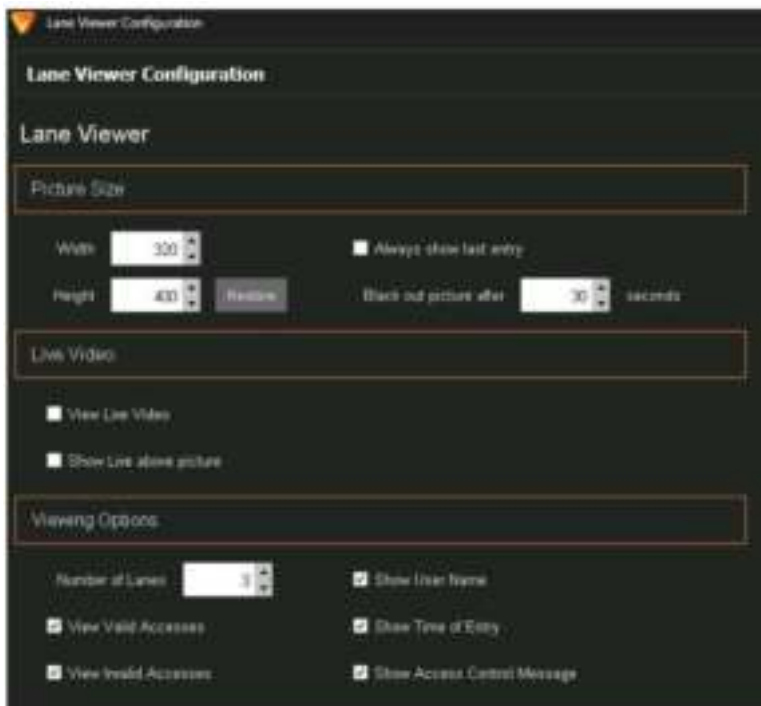 Lane Viewer Configuration
Lane Viewer Configuration
Lane Viewer
Picture Size
Width 320
Always show last entry
Height 400 Restore
Black out picture after 30 seconds
Live Video
View Live Video
Show Live above picture
Viewing Options
Number of Lanes 3
Show User Name
View Valid Accesses
Show Time of Entry
View Invalid Accesses
Show Access Control Message